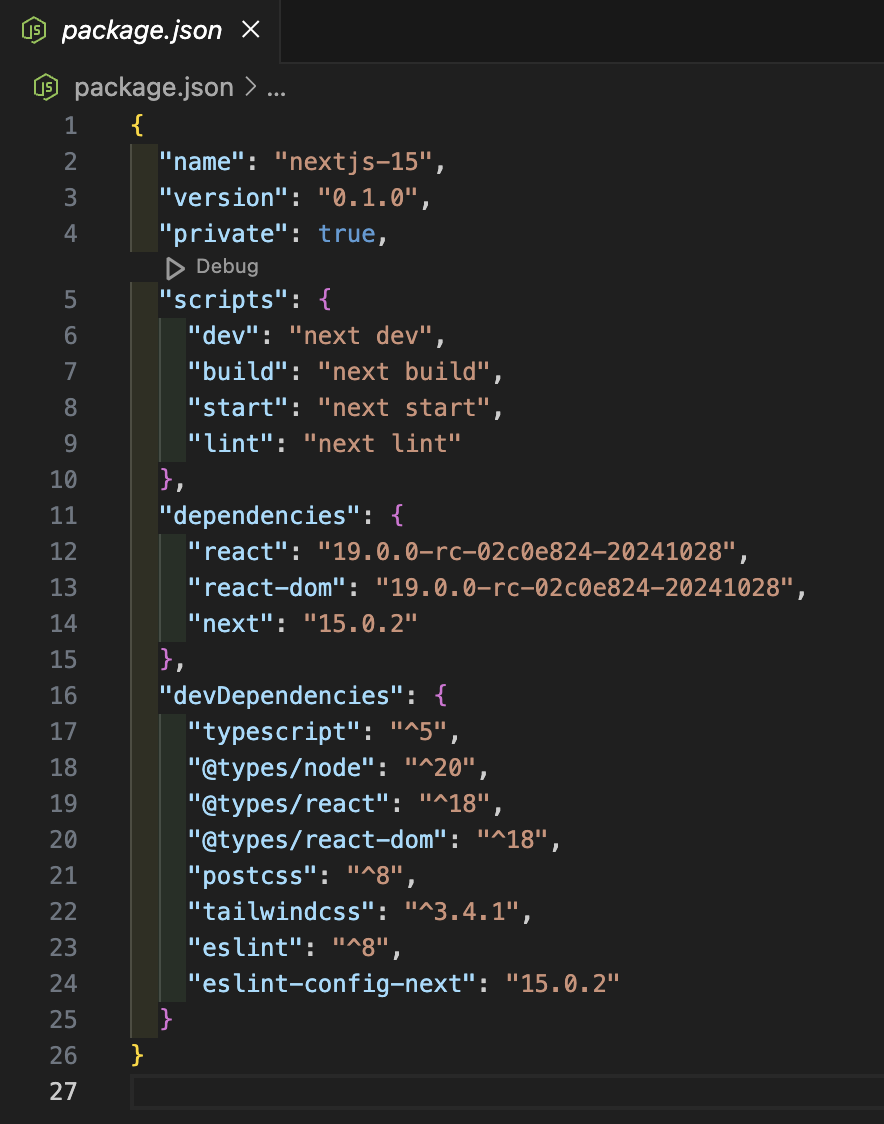 JS package.json ×
JS package.json > ...
1 {
2 "name": "nextjs-15",
3 "version": "0.1.0",
4 "private": true,
Debug
5 "scripts": {
6 "dev": "next dev",
7 "build": "next build",
8 "start": "next start",
9 "lint": "next lint"
10 },
11 "dependencies": {
12 "react": "19.0.0-rc-02c0e824-20241028",
13 "react-dom": "19.0.0-rc-02c0e824-20241028",
14 "next": "15.0.2"
15 },
16 "devDependencies": {
17 "typescript": "^5",
18 "@types/node": "^20",
19 "@types/react": "^18",
20 "@types/react-dom": "^18",
21 "postcss": "^8",
22 "tailwindcss": "^3.4.1",
23 "eslint": "^8",
24 "eslint-config-next": "15.0.2"
25 }
26 }
27